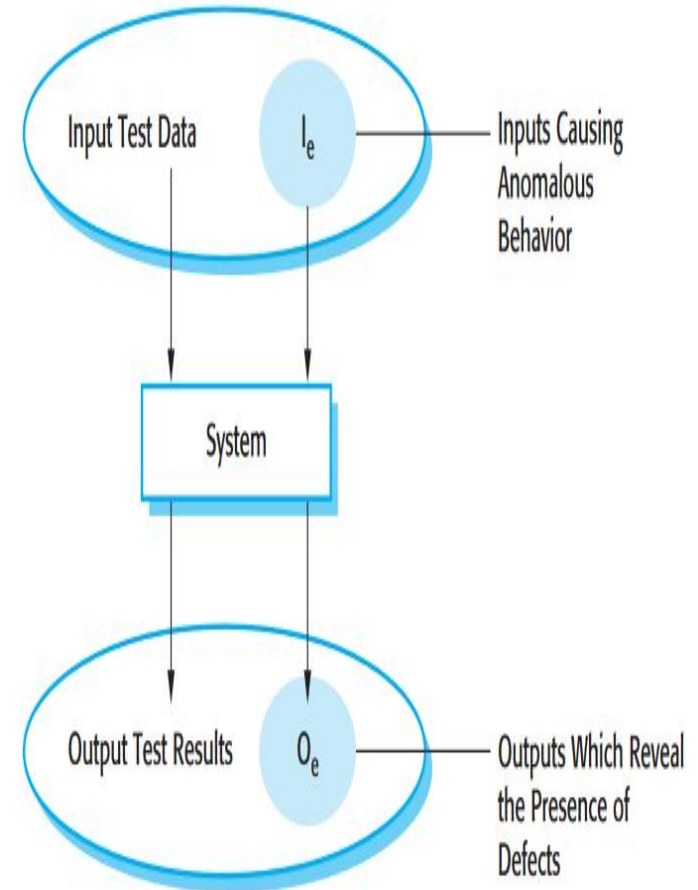 Input Test Data
Iₑ
Inputs Causing
Anomalous
Behavior
System
Output Test Results
Oₑ
Outputs Which Reveal
the Presence of
Defects